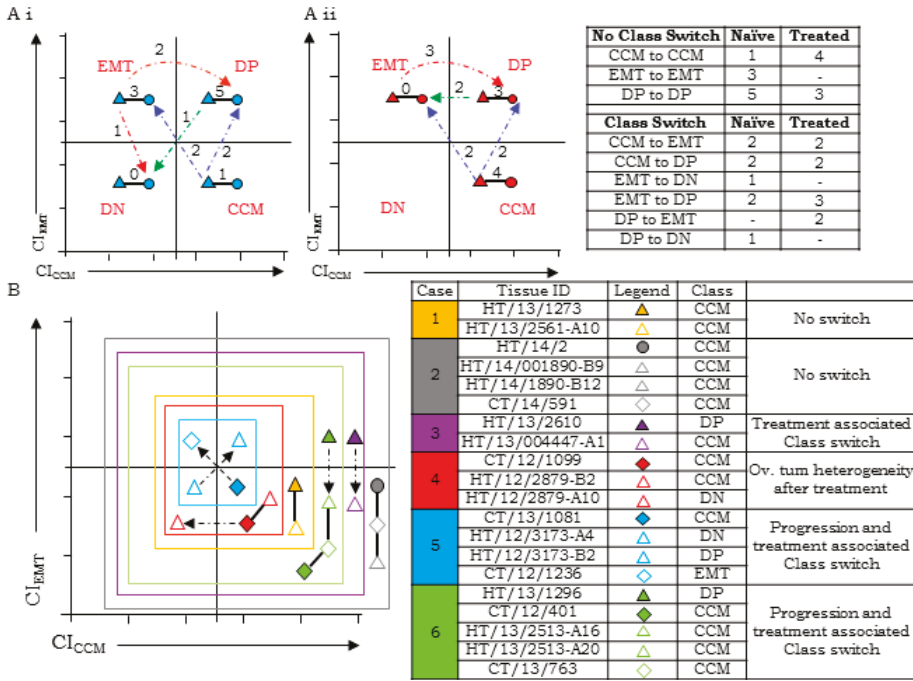 A i
A ii
2
EMT
DP
3
5
1
1
2
2
0
1
DN
CCM
CI_EMT
CI_CCM
3
EMT
DP
0
2
3
2
2
4
DN
CCM
CI_EMT
CI_CCM
No Class Switch Naïve Treated
CCM to CCM 1 4
EMT to EMT 3 -
DP to DP 5 3
Class Switch Naïve Treated
CCM to EMT 2 2
CCM to DP 2 2
EMT to DN 1 -
EMT to DP 2 3
DP to EMT - 2
DP to DN 1 -
B
CI_EMT
CI_CCM
Case Tissue ID Legend Class
1
HT/13/1273 CCM
HT/13/2561-A10 CCM
No switch
2
HT/14/2 CCM
HT/14/001890-B9 CCM
HT/14/1890-B12 CCM
CT/14/591 CCM
No switch
3
HT/13/2610 DP
HT/13/004447-A1 CCM
Treatment associated
Class switch
4
CT/12/1099 CCM
HT/12/2879-B2 CCM
HT/12/2879-A10 DN
Ov. tum heterogeneity
after treatment
5
CT/13/1081 CCM
HT/12/3173-A4 DN
HT/12/3173-B2 DP
CT/12/1236 EMT
Progression and
treatment associated
Class switch
6
HT/13/1296 DP
CT/12/401 CCM
HT/13/2513-A16 CCM
HT/13/2513-A20 CCM
CT/13/763 CCM
Progression and
treatment associated
Class switch